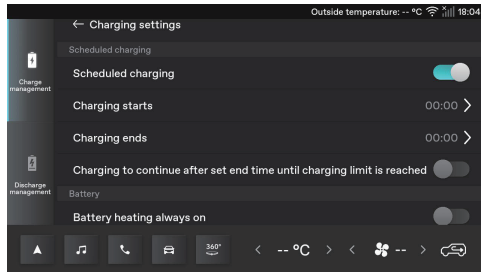 Outside temperature: -- °C 18:04
← Charging settings
Scheduled charging
Charge
management
Scheduled charging
Charging starts 00:00 >
Charging ends 00:00 >
Charging to continue after set end time until charging limit is reached
Discharge
management
Battery
Battery heating always on
360°
< -- °C > < -- >